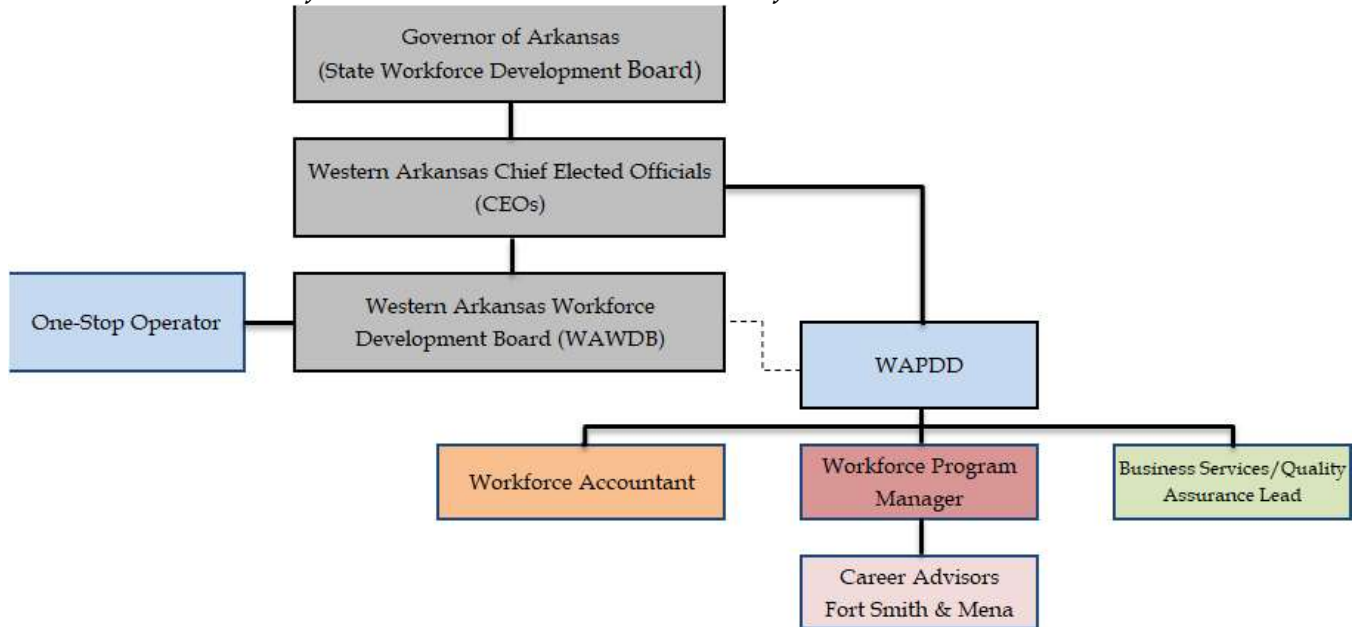 Governor of Arkansas
(State Workforce Development Board)
Western Arkansas Chief Elected Officials
(CEOs)
One-Stop Operator
Western Arkansas Workforce
Development Board (WAWDB)
WAPDD
Workforce Accountant
Workforce Program
Manager
Business Services/Quality
Assurance Lead
Career Advisors
Fort Smith & Mena